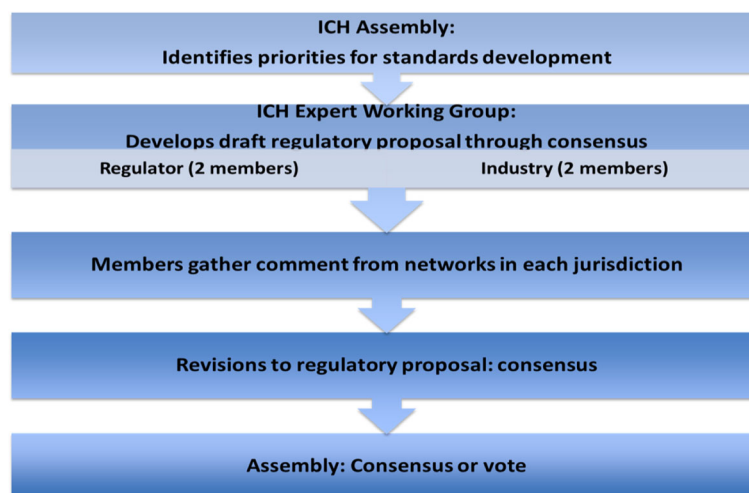 ICH Assembly:
Identifies priorities for standards development
ICH Expert Working Group:
Develops draft regulatory proposal through consensus
Regulator (2 members) Industry (2 members)
Members gather comment from networks in each jurisdiction
Revisions to regulatory proposal: consensus
Assembly: Consensus or vote